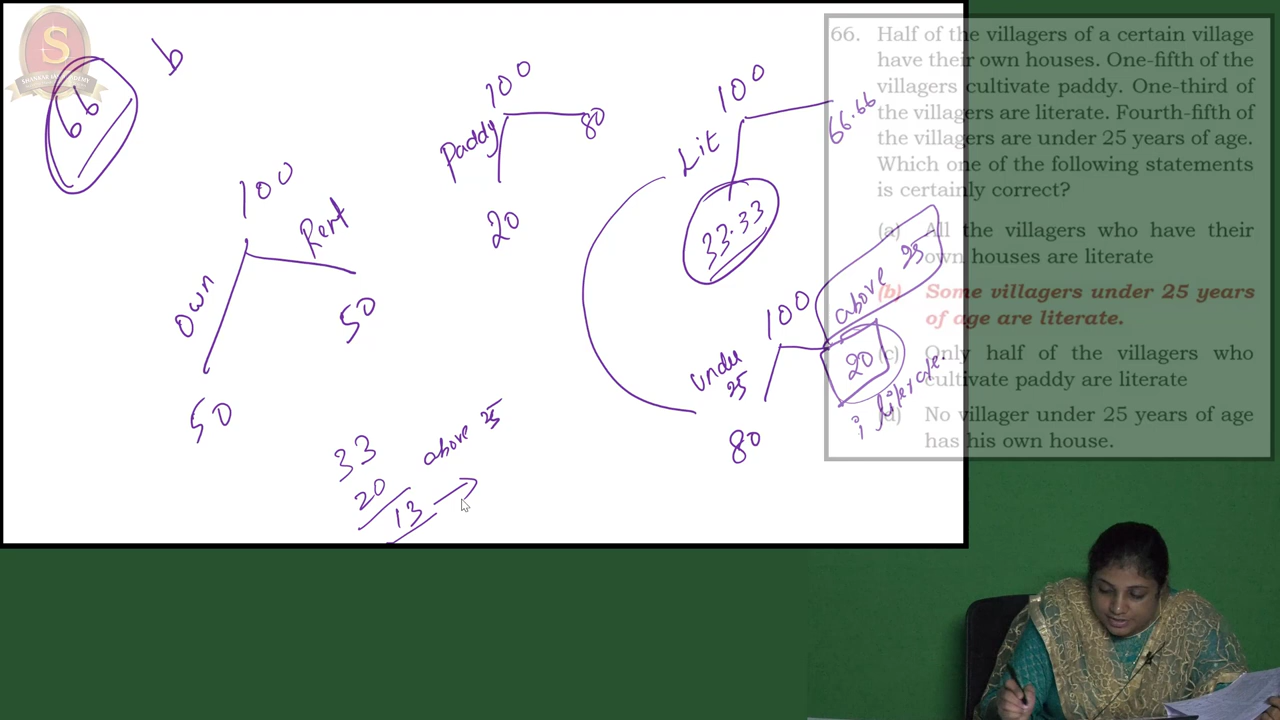 S
SHANKAR IAS ACADEMY
66
b
100
Own
Rent
50
50
100
Paddy
80
20
100
Lit
66.66
33.33
100
above 25
under
25
20
i literate.
80
33
20
above 25
13
66. Half of the villagers of a certain village
have their own houses. One-fifth of the
villagers cultivate paddy. One-third of
the villagers are literate. Fourth-fifth of
the villagers are under 25 years of age.
Which one of the following statements
is certainly correct?
(a) All the villagers who have their
own houses are literate
(b) Some villagers under 25 years
of age are literate.
(c) Only half of the villagers who
cultivate paddy are literate
(d) No villager under 25 years of age
has his own house.